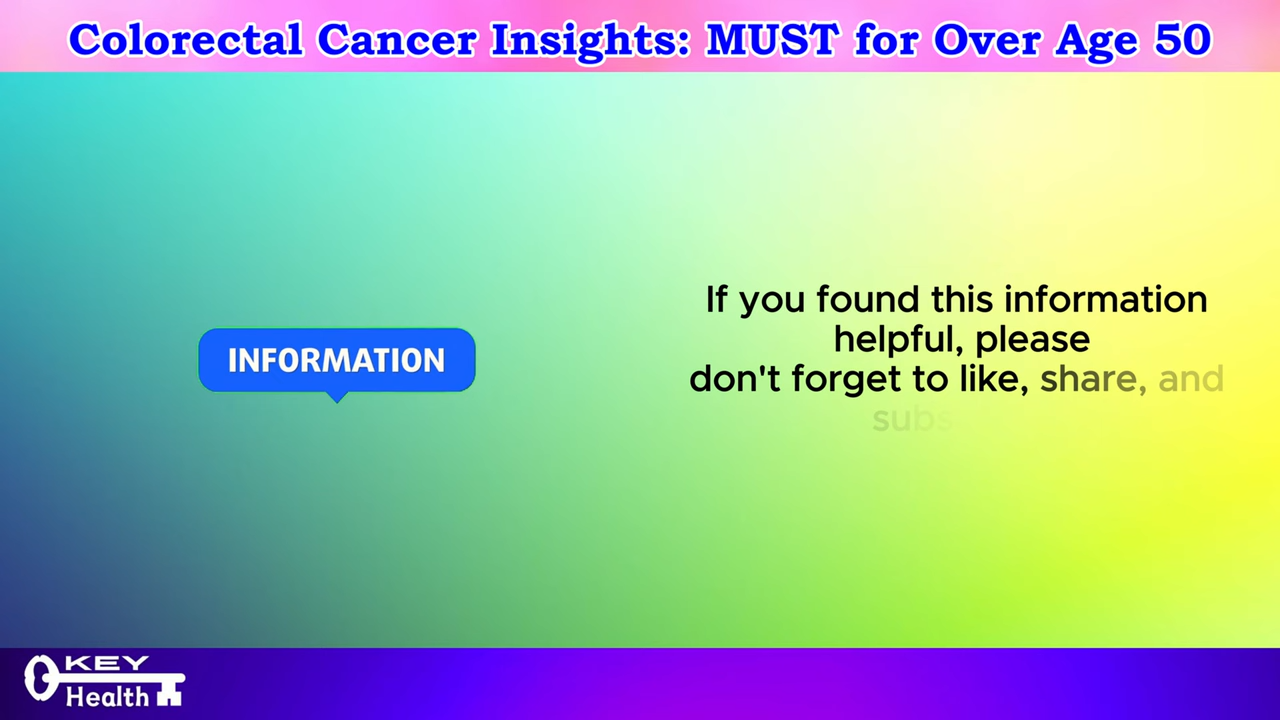 Colorectal Cancer Insights: MUST for Over Age 50
INFORMATION
If you found this information
helpful, please
don't forget to like, share, and
subs
KEY
Health